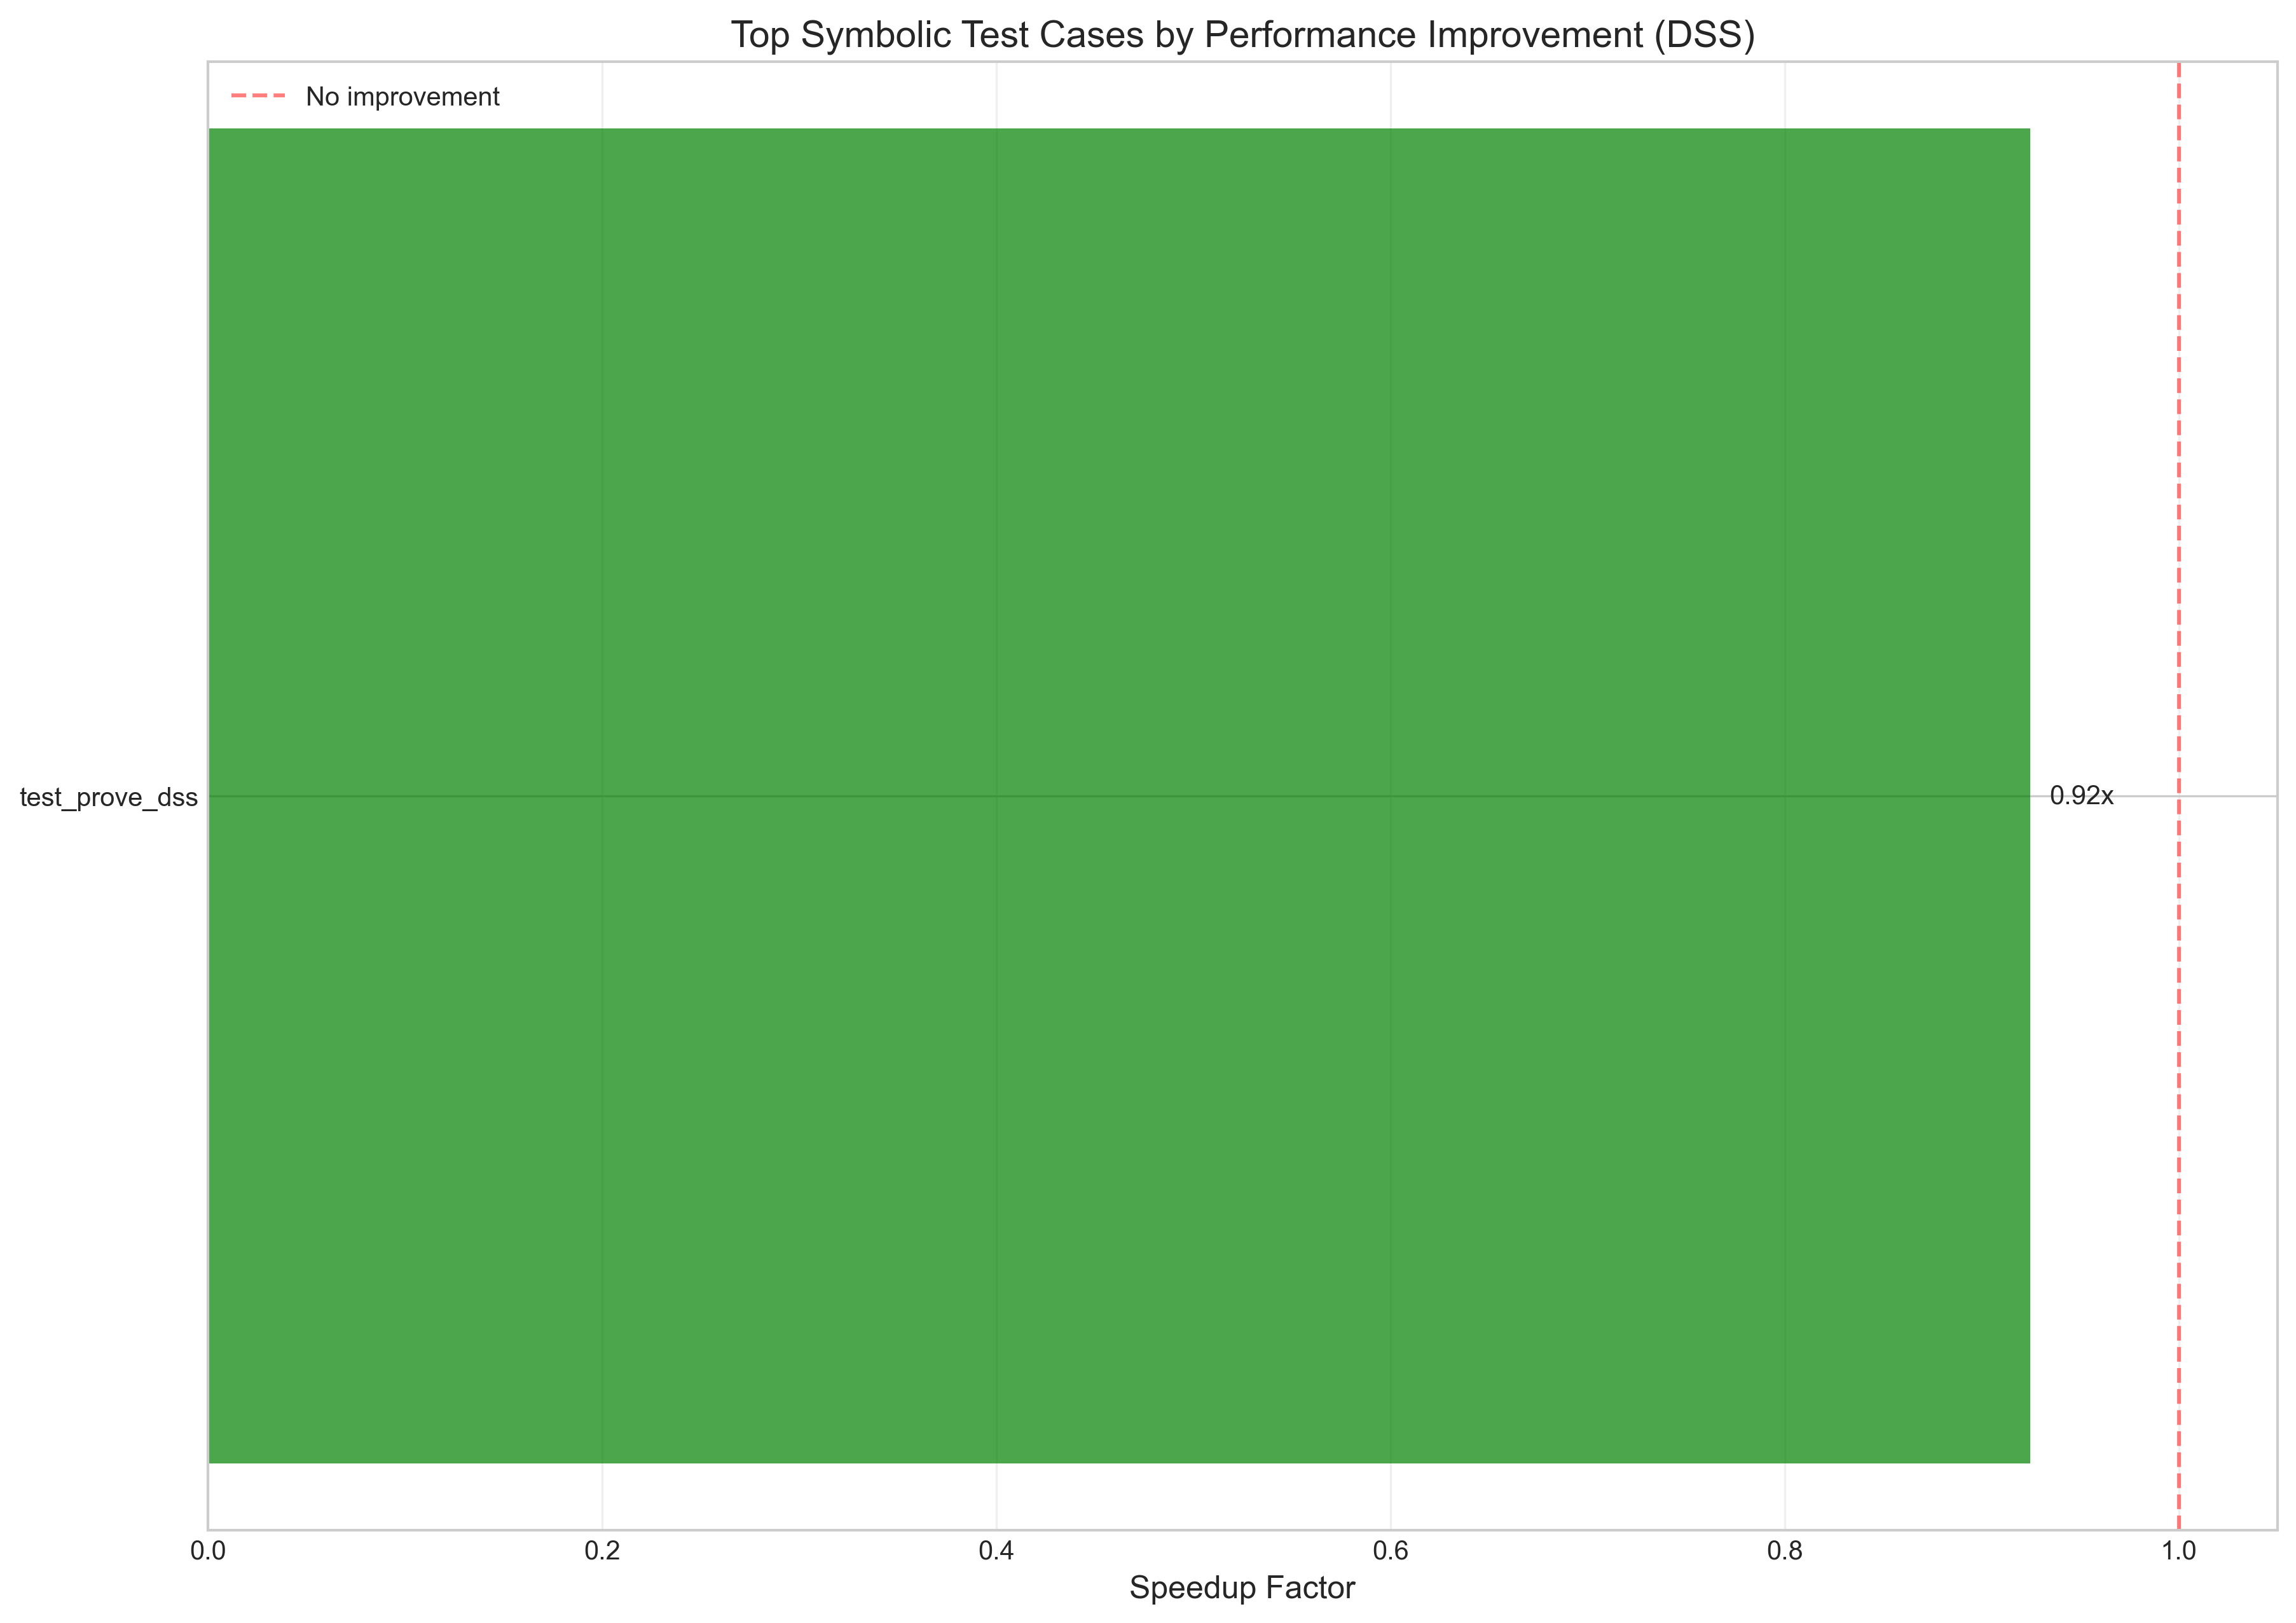 Top Symbolic Test Cases by Performance Improvement (DSS)
No improvement
test_prove_dss
0.92x
0.0 0.2 0.4 0.6 0.8 1.0
Speedup Factor